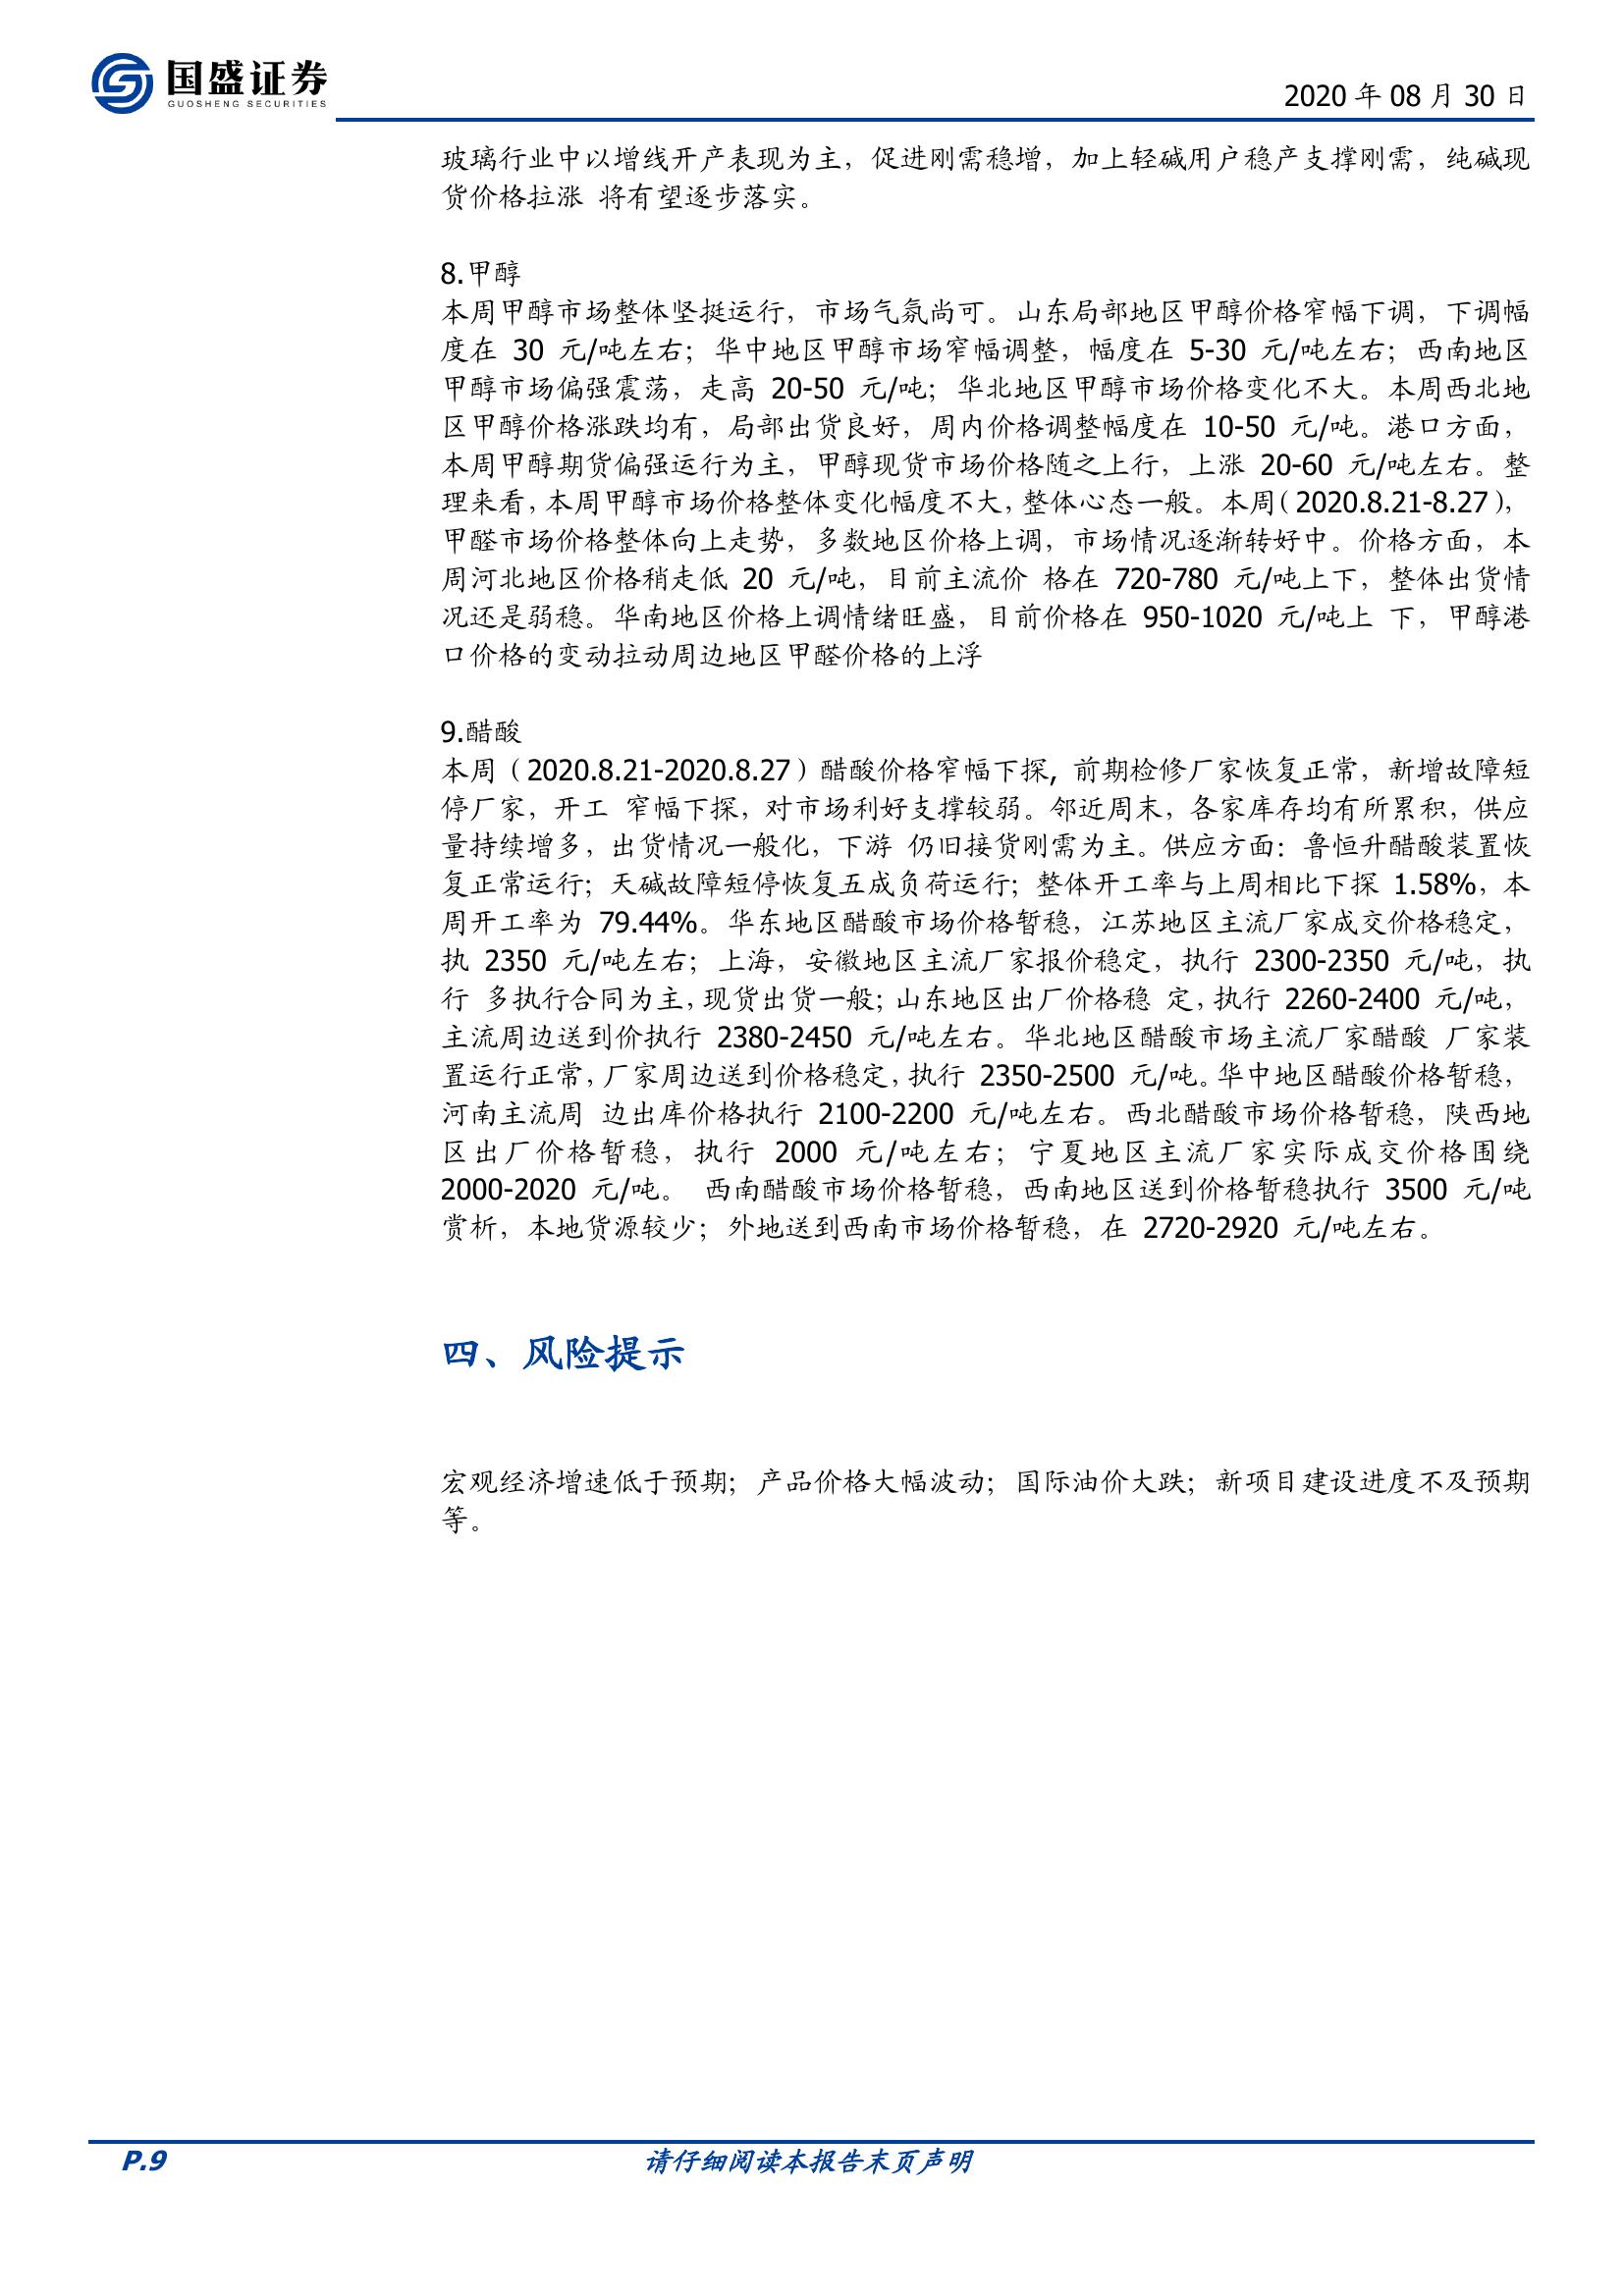 国盛证券
GUOSHENG SECURITIES
2020 年 08 月 30 日
玻璃行业中以增线开产表现为主，促进刚需稳增，加上轻碱用户稳产支撑刚需，纯碱现
货价格拉涨 将有望逐步落实。
8.甲醇
本周甲醇市场整体坚挺运行，市场气氛尚可。山东局部地区甲醇价格窄幅下调，下调幅
度在 30 元/吨左右；华中地区甲醇市场窄幅调整，幅度在 5-30 元/吨左右；西南地区
甲醇市场偏强震荡，走高 20-50 元/吨；华北地区甲醇市场价格变化不大。本周西北地
区甲醇价格涨跌均有，局部出货良好，周内价格调整幅度在 10-50 元/吨。港口方面，
本周甲醇期货偏强运行为主，甲醇现货市场价格随之上行，上涨 20-60 元/吨左右。整
理来看，本周甲醇市场价格整体变化幅度不大，整体心态一般。本周（2020.8.21-8.27），
甲醛市场价格整体向上走势，多数地区价格上调，市场情况逐渐转好中。价格方面，本
周河北地区价格稍走低 20 元/吨，目前主流价 格在 720-780 元/吨上下，整体出货情
况还是弱稳。华南地区价格上调情绪旺盛，目前价格在 950-1020 元/吨上 下，甲醇港
口价格的变动拉动周边地区甲醛价格的上浮
9.醋酸
本周（2020.8.21-2020.8.27）醋酸价格窄幅下探, 前期检修厂家恢复正常，新增故障短
停厂家，开工 窄幅下探，对市场利好支撑较弱。邻近周末，各家库存均有所累积，供应
量持续增多，出货情况一般化，下游 仍旧接货刚需为主。供应方面：鲁恒升醋酸装置恢
复正常运行；天碱故障短停恢复五成负荷运行；整体开工率与上周相比下探 1.58%，本
周开工率为 79.44%。华东地区醋酸市场价格暂稳，江苏地区主流厂家成交价格稳定，
执 2350 元/吨左右；上海，安徽地区主流厂家报价稳定，执行 2300-2350 元/吨，执
行 多执行合同为主，现货出货一般；山东地区出厂价格稳 定，执行 2260-2400 元/吨，
主流周边送到价执行 2380-2450 元/吨左右。华北地区醋酸市场主流厂家醋酸 厂家装
置运行正常，厂家周边送到价格稳定，执行 2350-2500 元/吨。华中地区醋酸价格暂稳，
河南主流周 边出库价格执行 2100-2200 元/吨左右。西北醋酸市场价格暂稳，陕西地
区出厂价格暂稳，执行 2000 元/吨左右；宁夏地区主流厂家实际成交价格围绕
2000-2020 元/吨。 西南醋酸市场价格暂稳，西南地区送到价格暂稳执行 3500 元/吨
赏析，本地货源较少；外地送到西南市场价格暂稳，在 2720-2920 元/吨左右。
四、风险提示
宏观经济增速低于预期；产品价格大幅波动；国际油价大跌；新项目建设进度不及预期
等。
P.9
请仔细阅读本报告末页声明